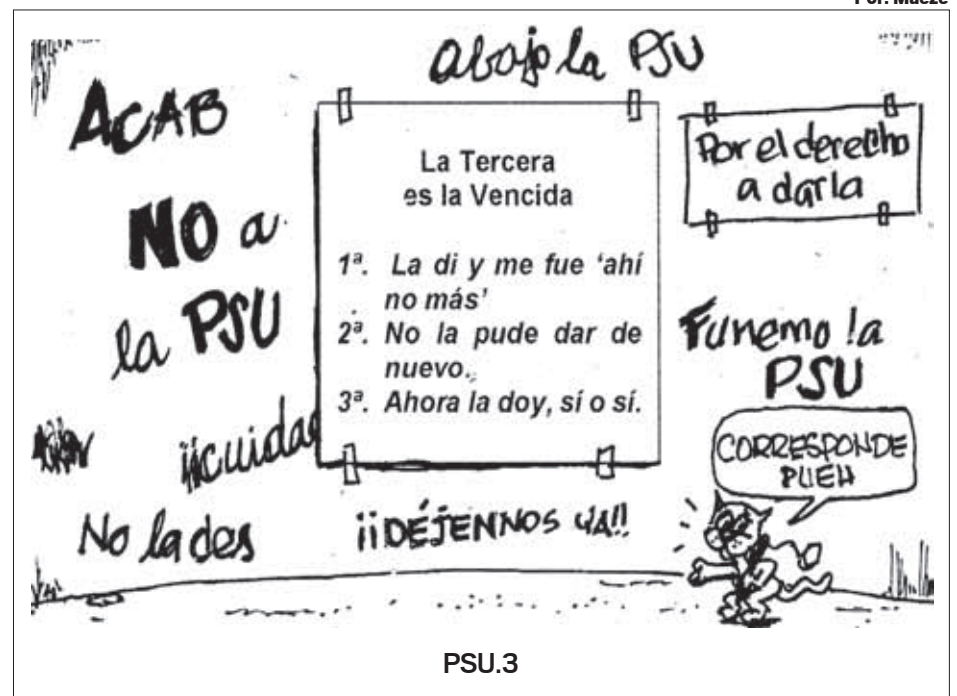 abajo la PSU
ACAB
NO a
la PSU
¡¡cuidad
No la des
La Tercera
es la Vencida
1ª. La di y me fue ‘ahí
no más’
2ª. No la pude dar de
nuevo.
3ª. Ahora la doy, sí o sí.
¡¡DÉJENNOS YA!!
Por el derecho
a darla
Funemo la
PSU
CORRESPONDE
PUEH
PSU.3